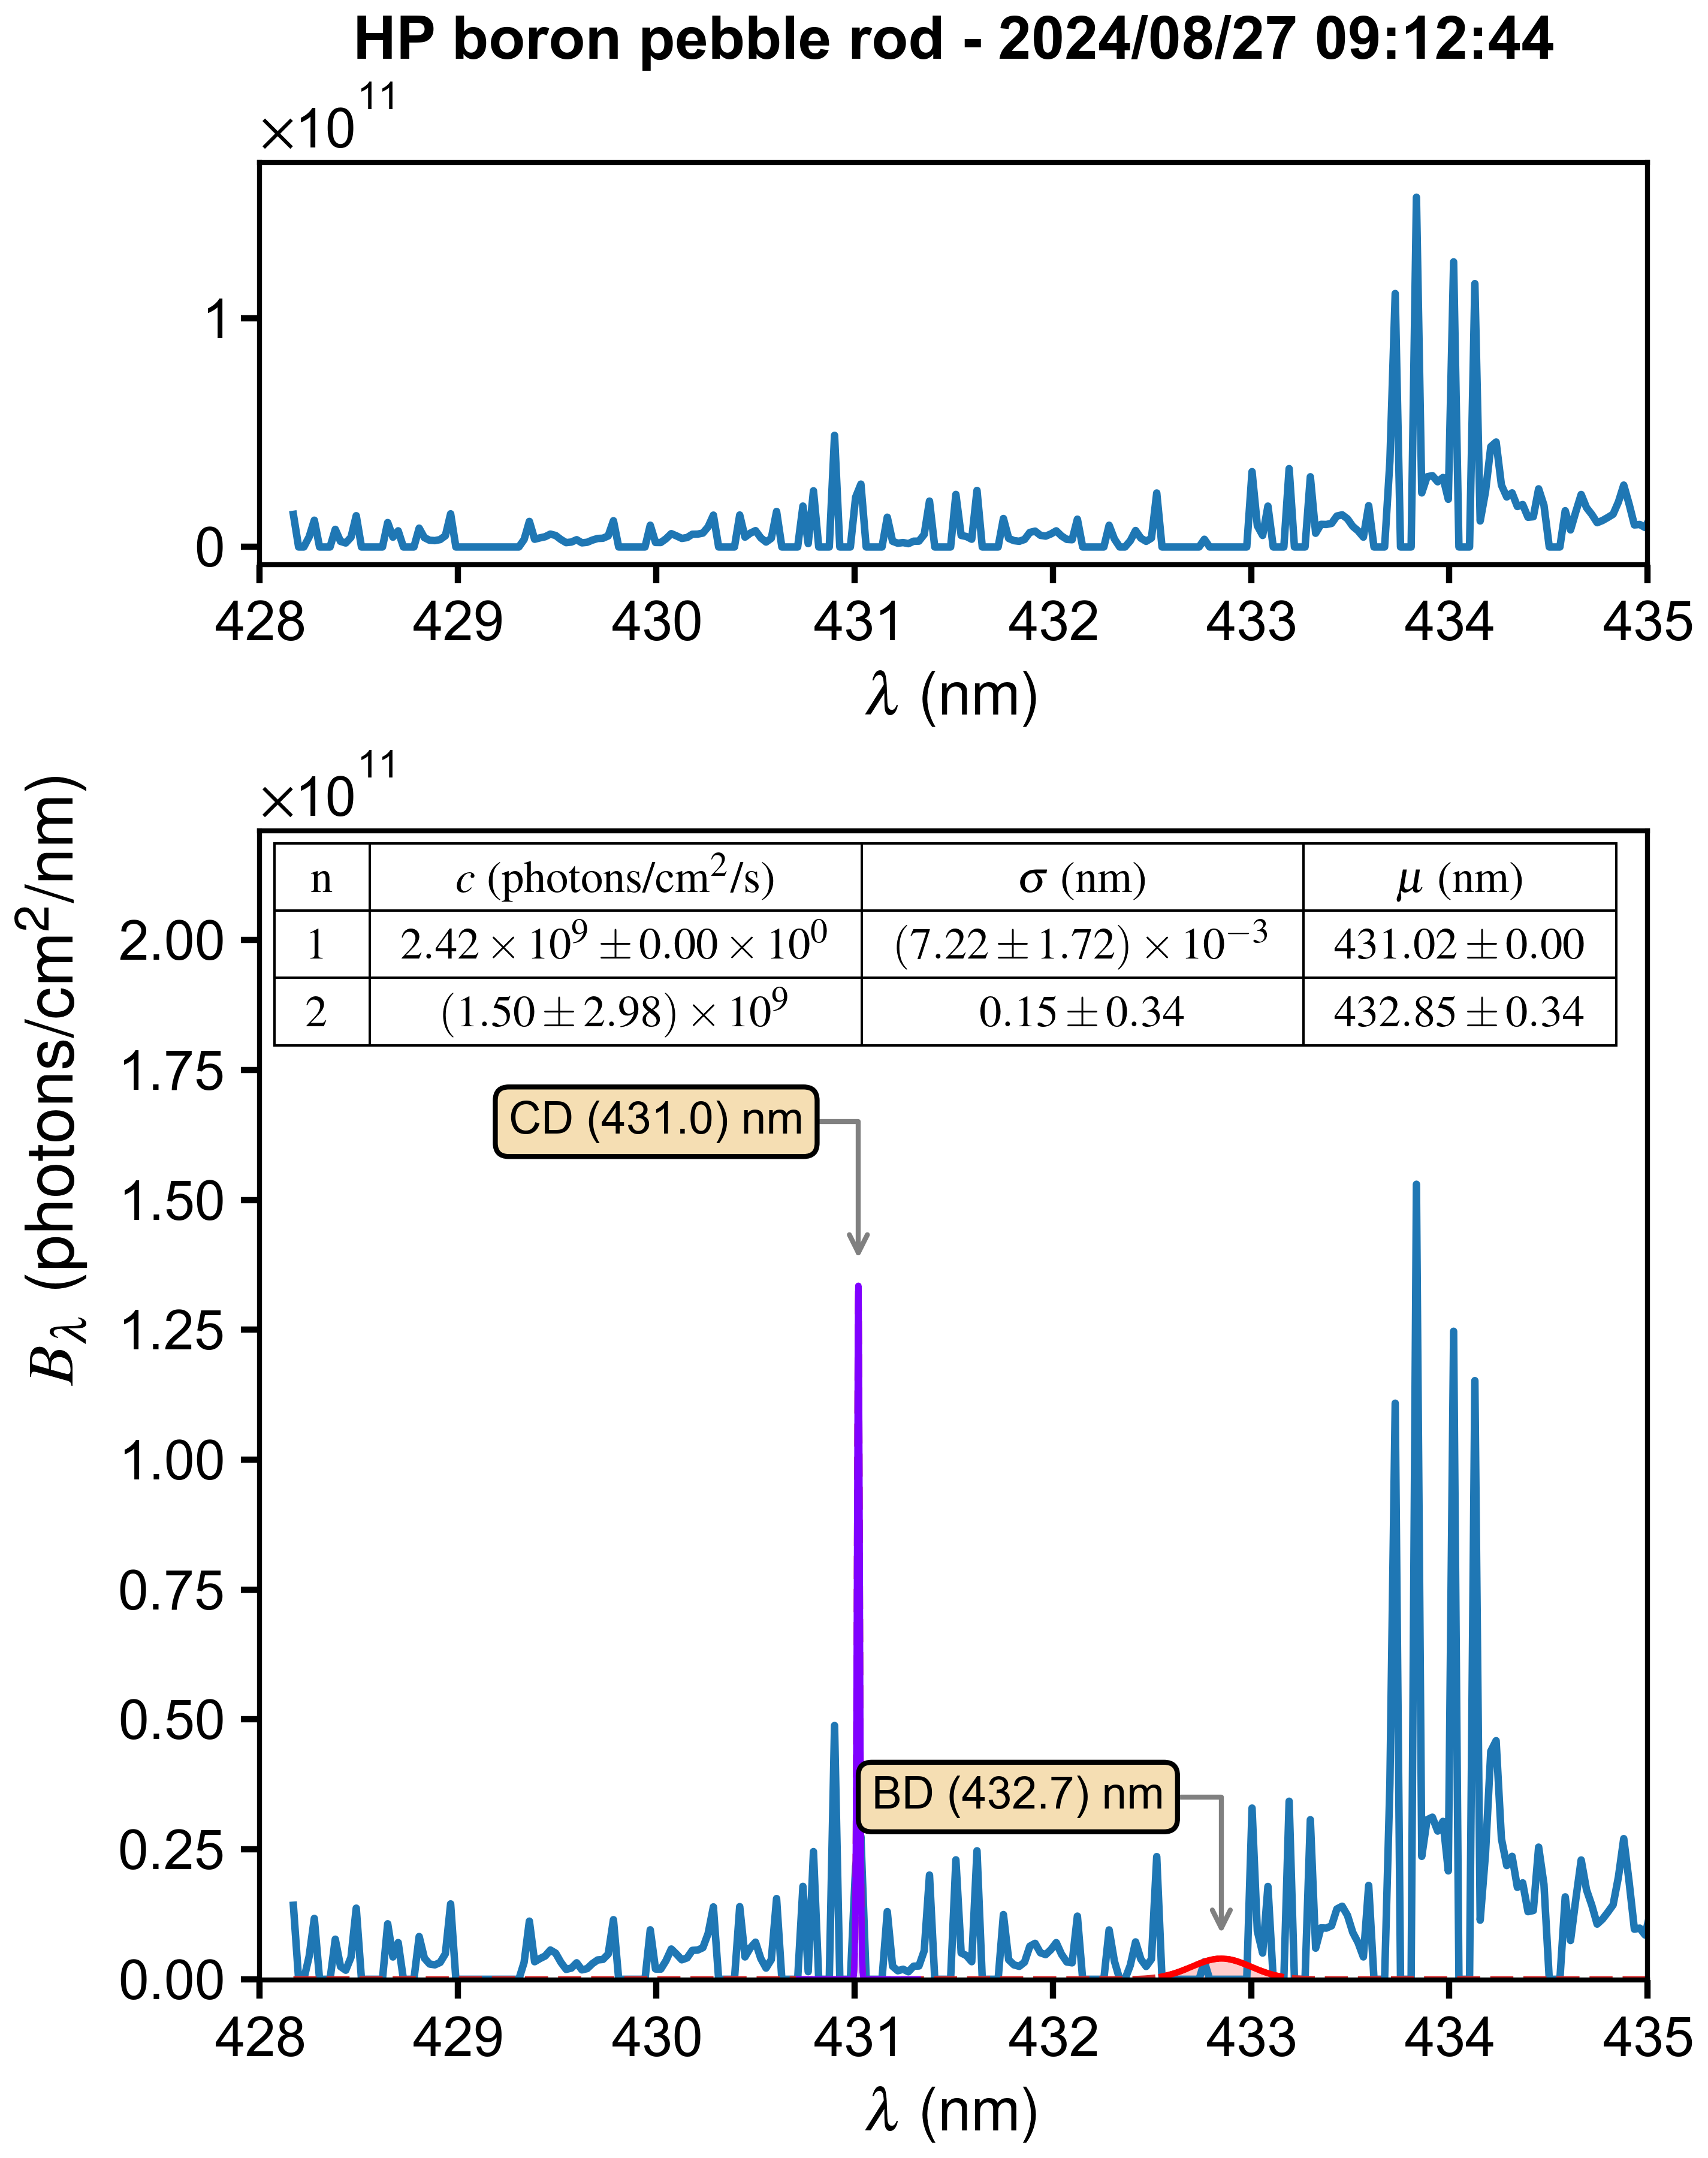 HP boron pebble rod - 2024/08/27 09:12:44
×10^11
1
0
428 429 430 431 432 433 434 435
λ (nm)
×10^11
B_λ (photons/cm²/nm)
n c (photons/cm²/s) σ (nm) μ (nm)
1 2.42 × 10^9 ± 0.00 × 10^0 (7.22 ± 1.72) × 10^−3 431.02 ± 0.00
2 (1.50 ± 2.98) × 10^9 0.15 ± 0.34 432.85 ± 0.34
2.00
1.75
CD (431.0) nm
1.50
1.25
1.00
0.75
0.50
BD (432.7) nm
0.25
0.00
428 429 430 431 432 433 434 435
λ (nm)